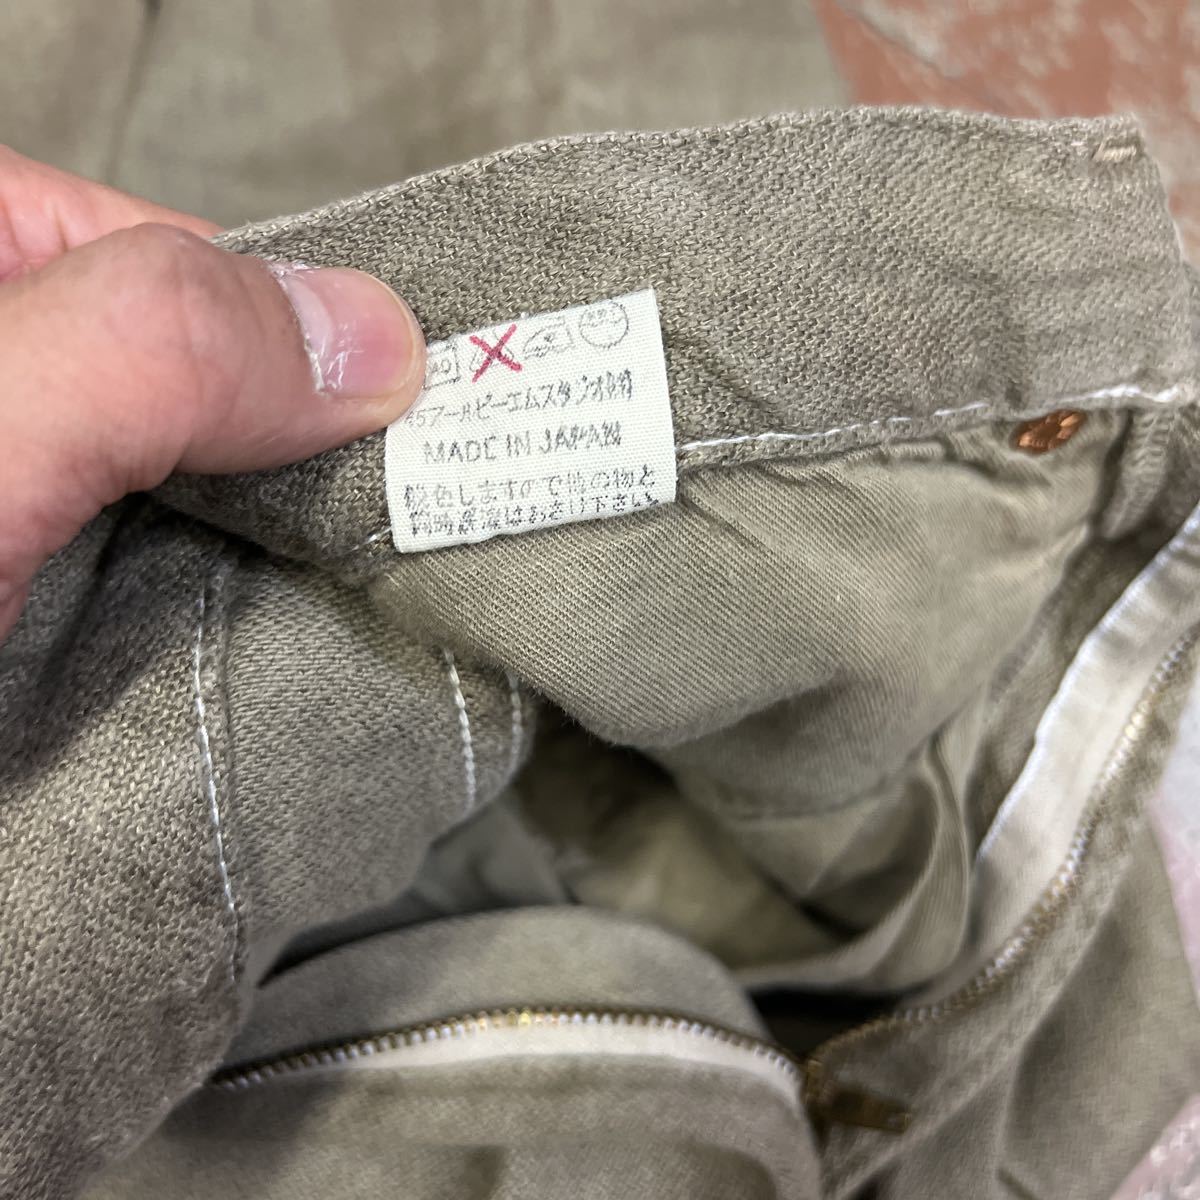 40
45アールピーエムスタジオ(株)
MADE IN JAPAN
脱色しますので他の物と
同時洗濯はおさけ下さい